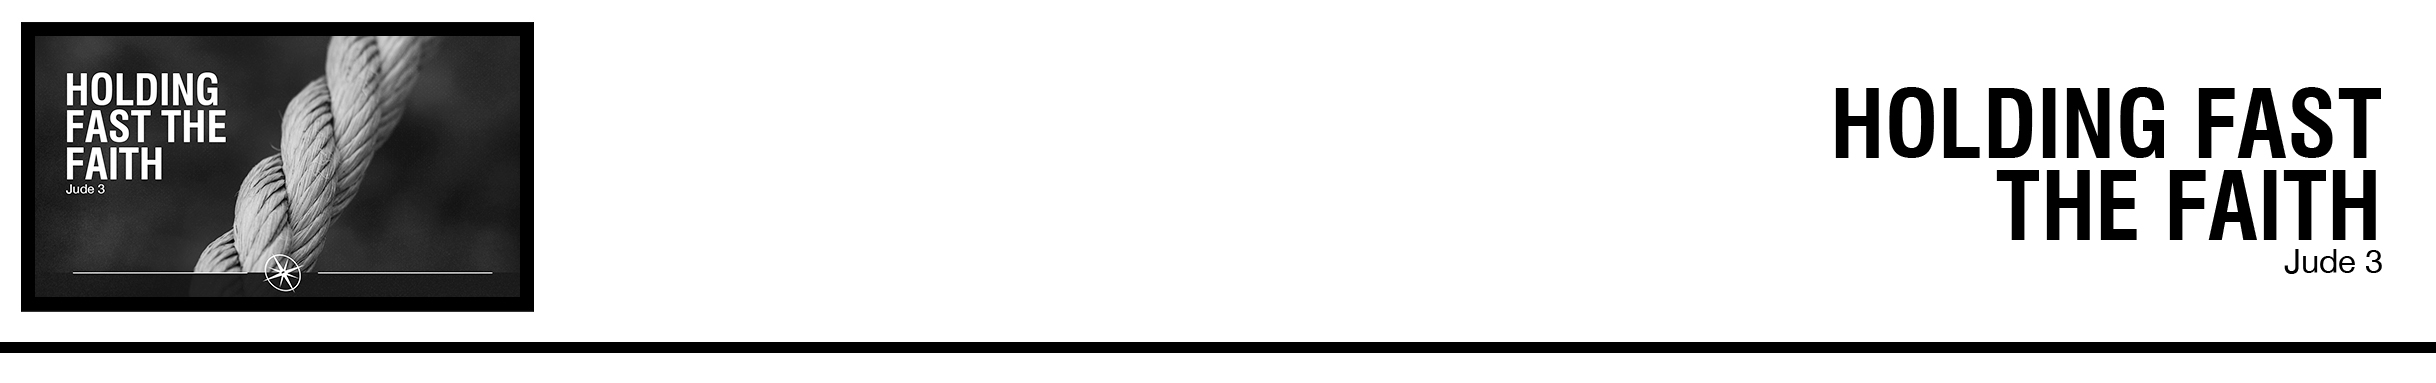 HOLDING
FAST THE
FAITH
Jude 3
HOLDING FAST
THE FAITH
Jude 3